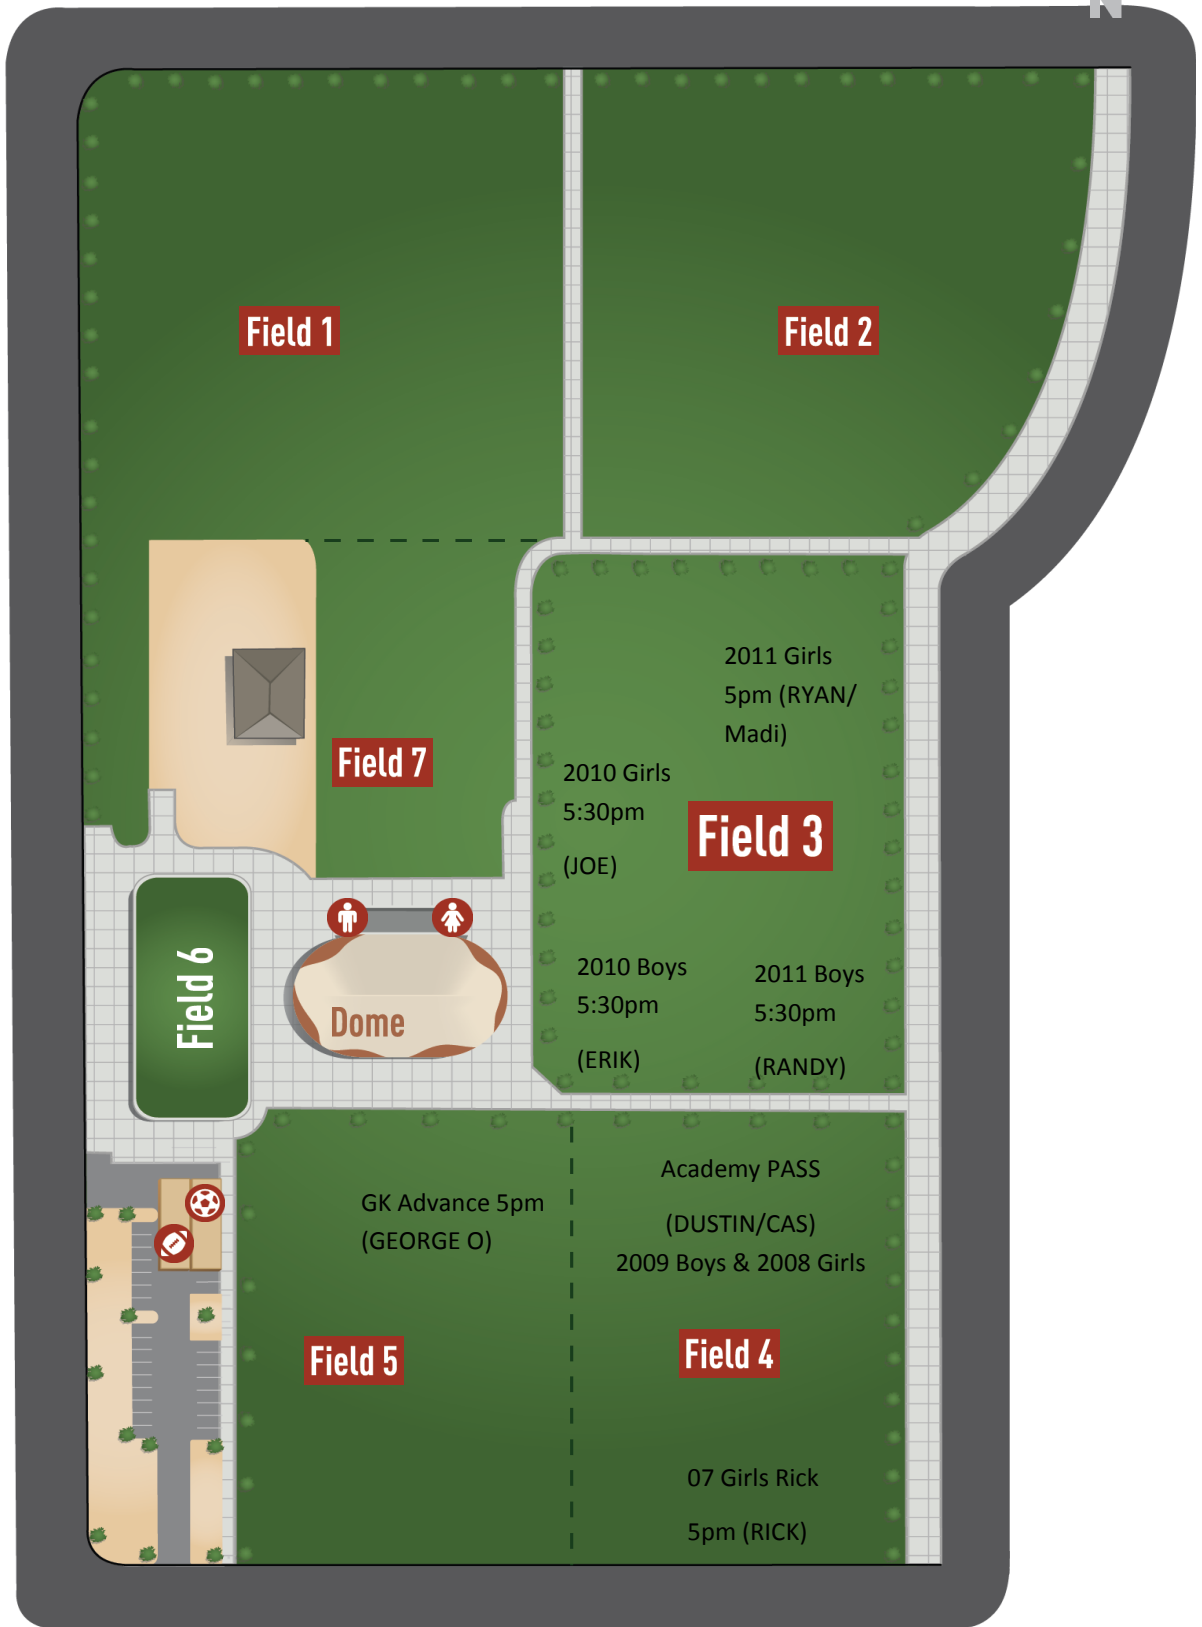 N
Field 1
Field 2
2011 Girls
5pm (RYAN/
Madi)
Field 7
2010 Girls
5:30pm
(JOE)
Field 3
Field 6
Dome
2010 Boys
5:30pm
(ERIK)
2011 Boys
5:30pm
(RANDY)
GK Advance 5pm
(GEORGE O)
Academy PASS
(DUSTIN/CAS)
2009 Boys & 2008 Girls
Field 5
Field 4
07 Girls Rick
5pm (RICK)